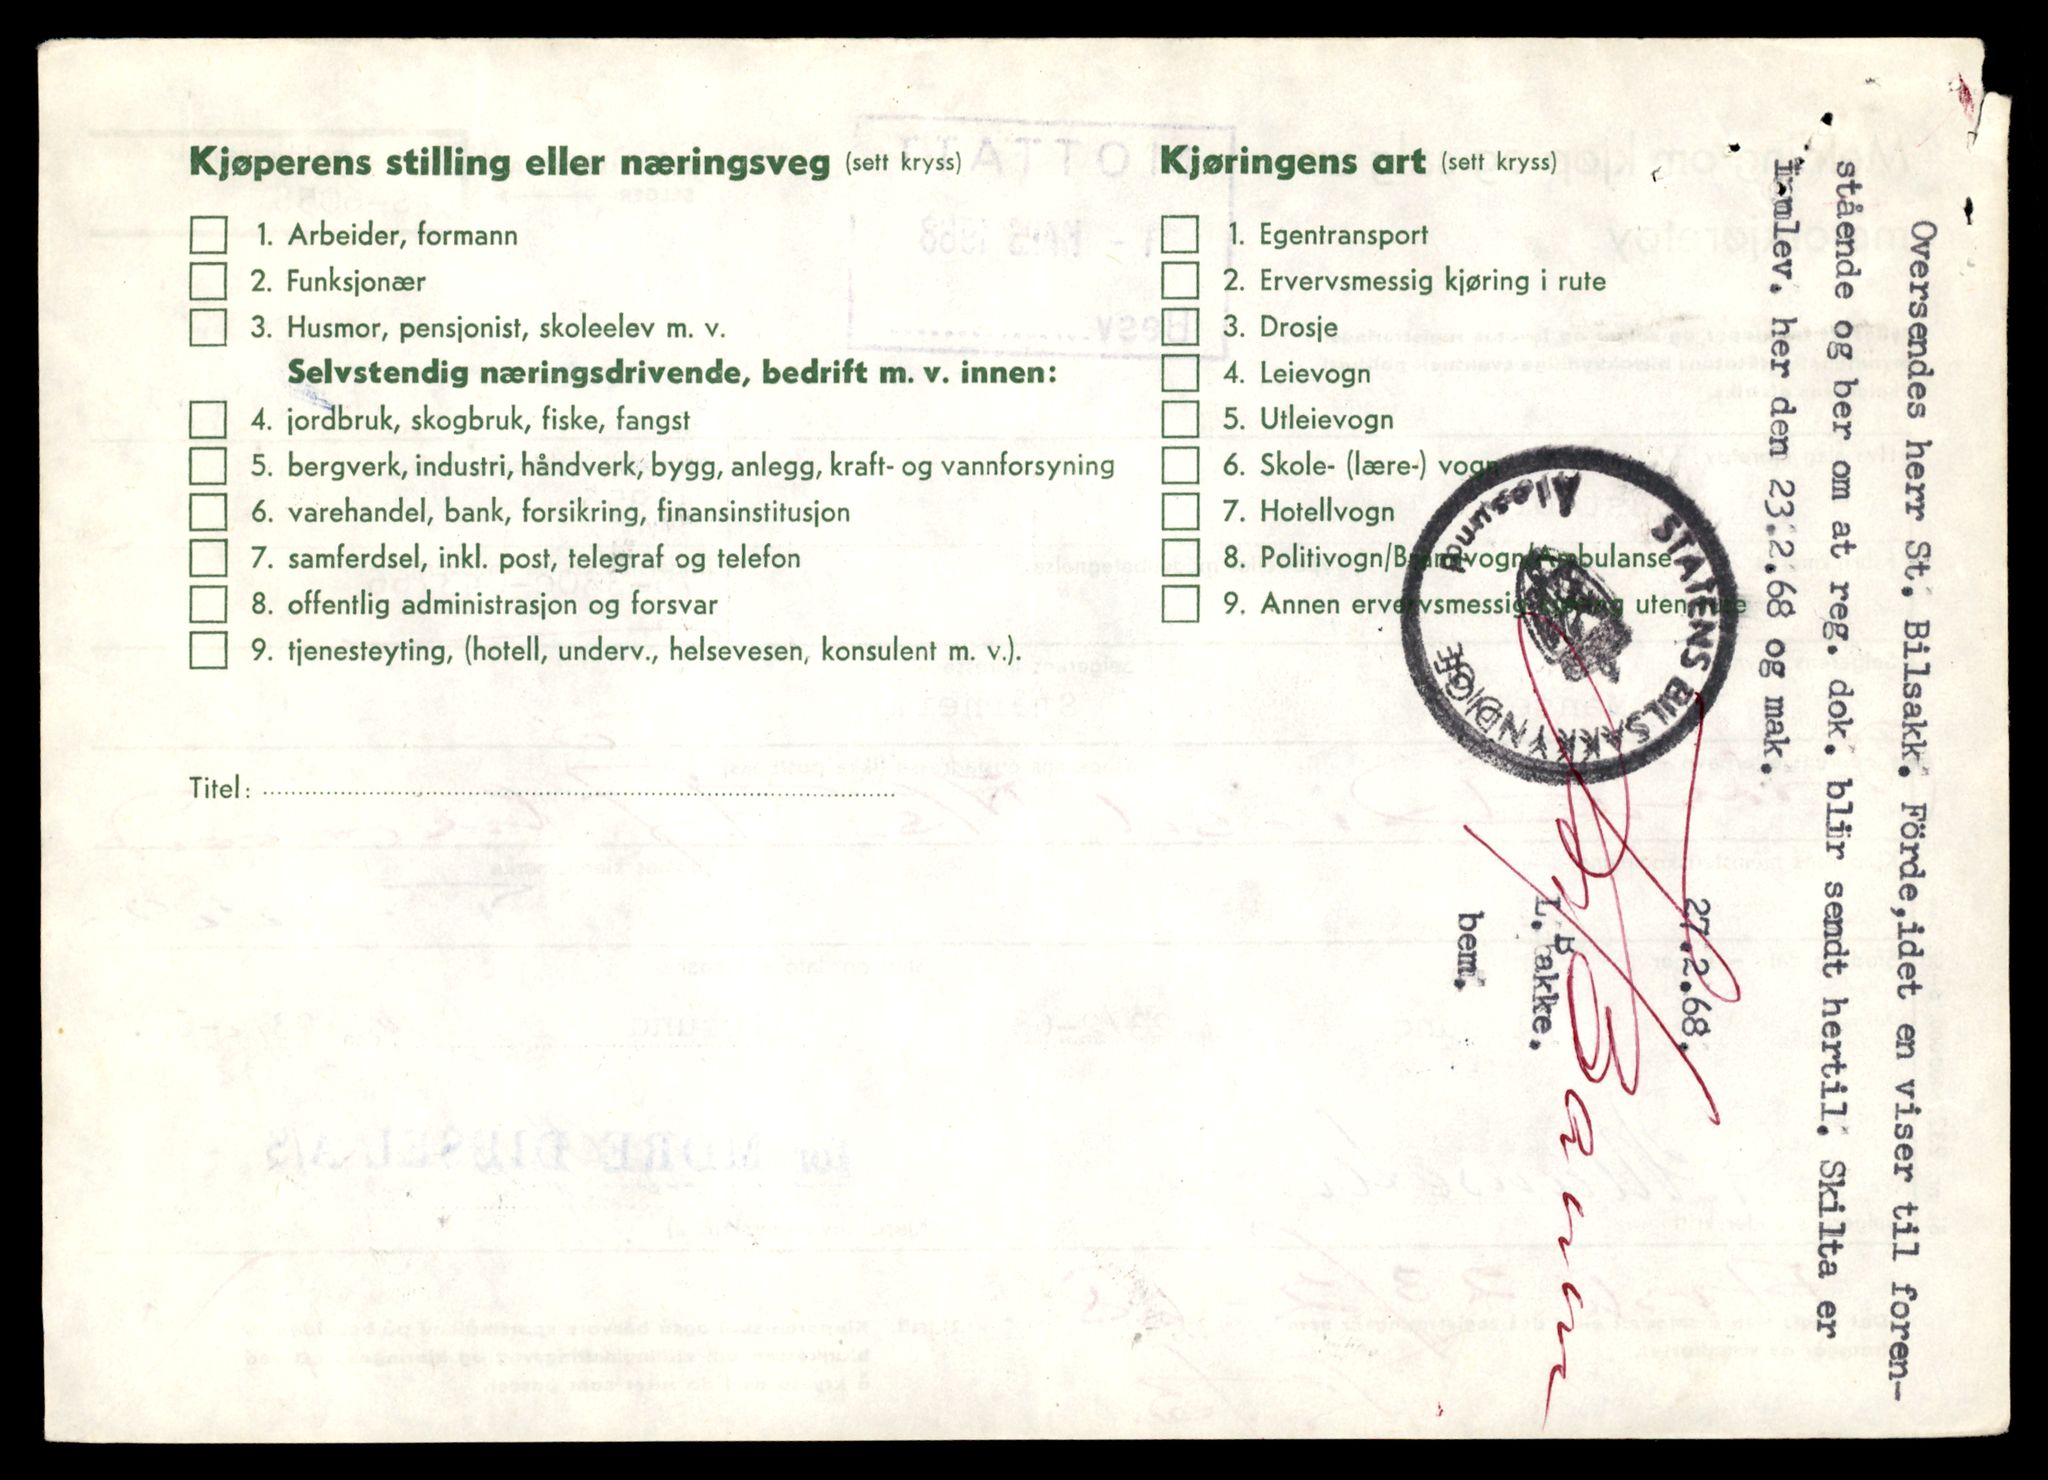 Kjøperens stilling eller næringsveg (sett kryss)
1. Arbeider, formann
2. Funksjonær
3. Husmor, pensjonist, skoleelev m. v.
Selvstendig næringsdrivende, bedrift m. v. innen:
4. jordbruk, skogbruk, fiske, fangst
5. bergverk, industri, håndverk, bygg, anlegg, kraft- og vannforsyning
6. varehandel, bank, forsikring, finansinstitusjon
7. samferdsel, inkl. post, telegraf og telefon
8. offentlig administrasjon og forsvar
9. tjenesteyting, (hotell, underv., helsevesen, konsulent m. v.).
Titel:
Kjøringens art (sett kryss)
1. Egentransport
2. Ervervsmessig kjøring i rute
3. Drosje
4. Leievogn
5. Utleievogn
6. Skole- (lære-) vogn
7. Hotellvogn
8. Politivogn/Brannvogn/Ambulanse
9. Annen ervervsmessig kjøring uten rute
STATENS BILSAKKYNDIGE
Ålesund
Oversendes herr St. Bilsakk. Förde,idet en viser til foren-
stående og ber om at reg. dok. blir sendt hertil. Skilta er
innlev. her den 23.2.68 og mak.
27.2.68.
L. Bakke.
bem.